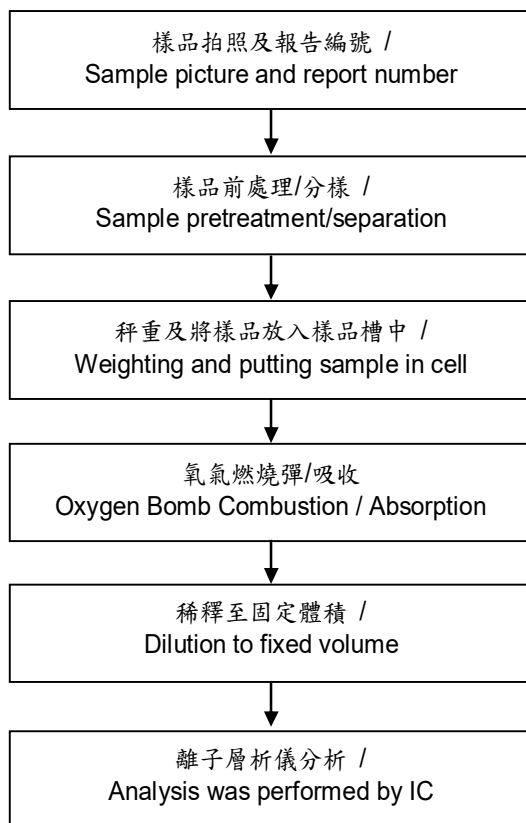 樣品拍照及報告編號 /
Sample picture and report number
樣品前處理/分樣 /
Sample pretreatment/separation
秤重及將樣品放入樣品槽中 /
Weighting and putting sample in cell
氧氣燃燒彈/吸收
Oxygen Bomb Combustion / Absorption
稀釋至固定體積 /
Dilution to fixed volume
離子層析儀分析 /
Analysis was performed by IC